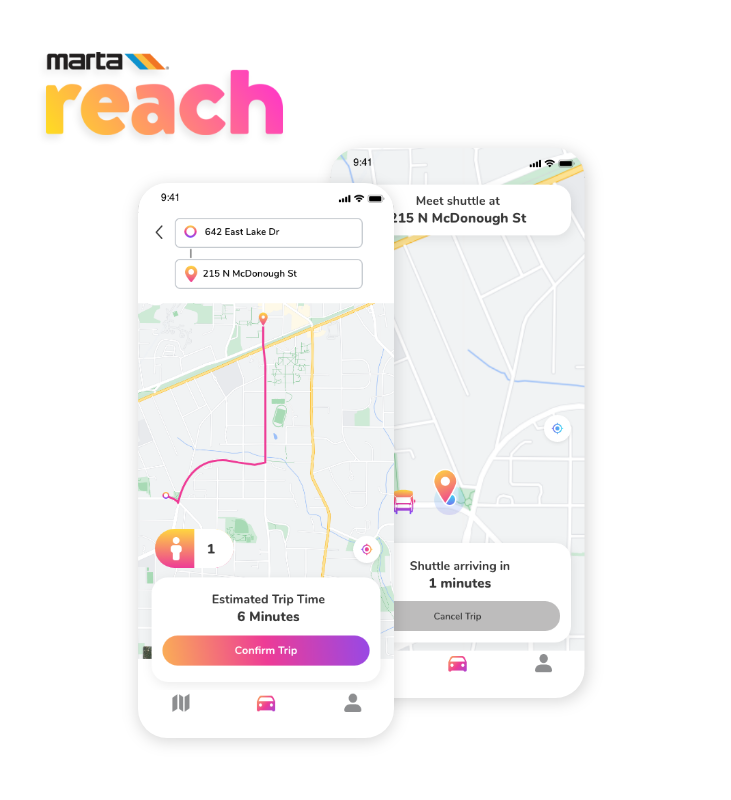 marta
reach
9:41
642 East Lake Dr
215 N McDonough St
1
Estimated Trip Time
6 Minutes
Confirm Trip
9:41
Meet shuttle at
215 N McDonough St
Shuttle arriving in
1 minutes
Cancel Trip